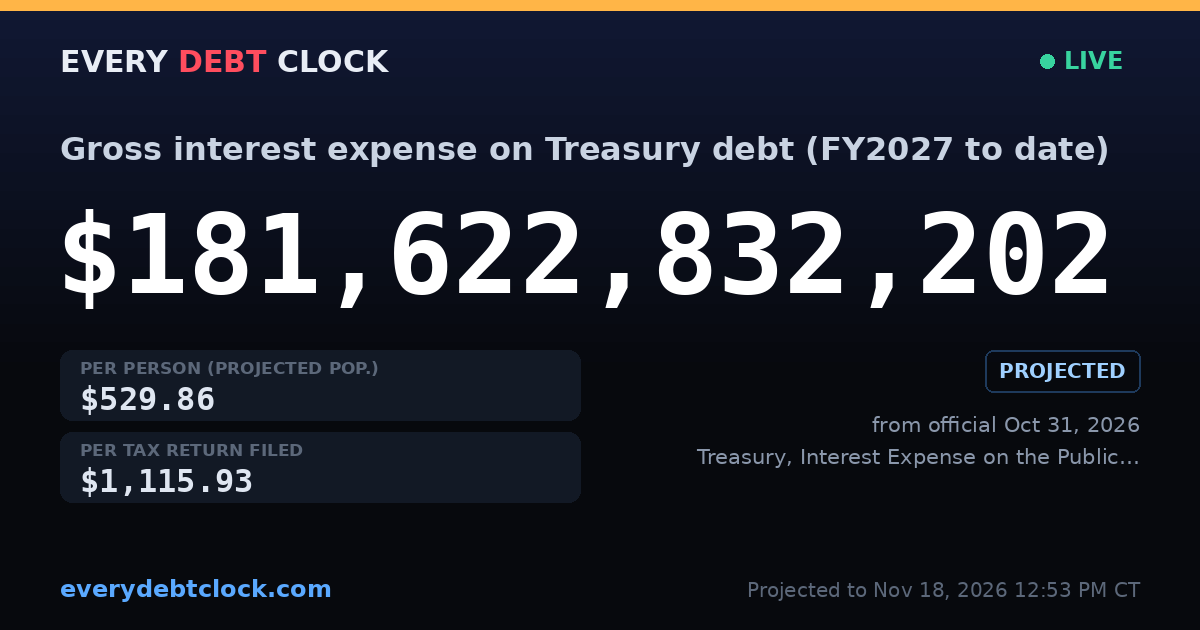 EVERY DEBT CLOCK
LIVE
Gross interest expense on Treasury debt (FY2027 to date)
$181,622,832,202
PER PERSON (PROJECTED POP.)
$529.86
PER TAX RETURN FILED
$1,115.93
PROJECTED
from official Oct 31, 2026
Treasury, Interest Expense on the Public…
everydebtclock.com
Projected to Nov 18, 2026 12:53 PM CT